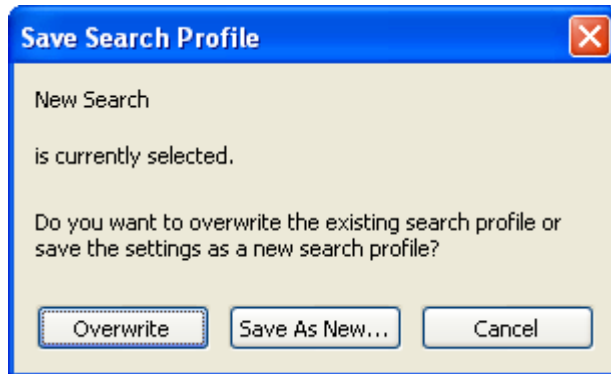 Save Search Profile
New Search
is currently selected.
Do you want to overwrite the existing search profile or
save the settings as a new search profile?
Overwrite
Save As New...
Cancel